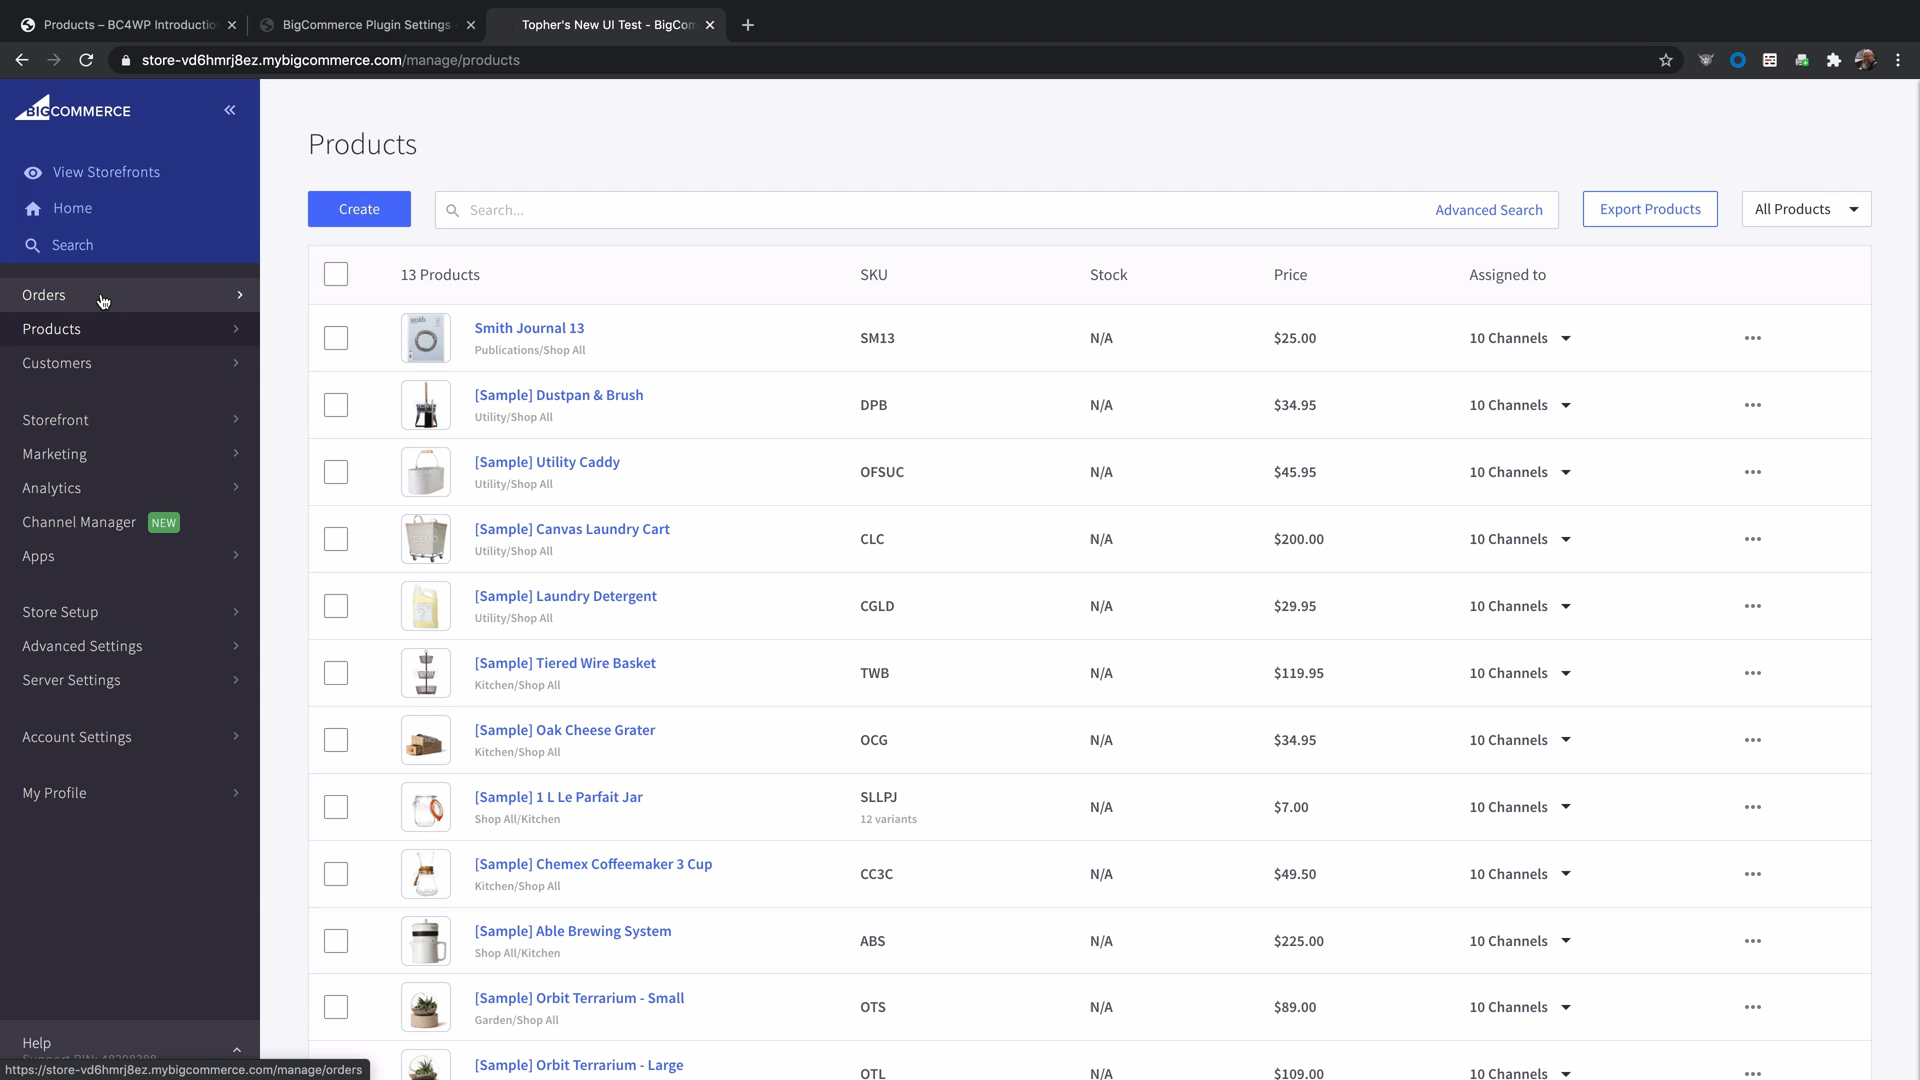 Products – BC4WP Introductio
BigCommerce Plugin Settings
Topher's New UI Test - BigCom
store-vd6hmrj8ez.mybigcommerce.com/manage/products
BIGCOMMERCE
View Storefronts
Home
Search
Orders
Products
Customers
Storefront
Marketing
Analytics
Channel Manager NEW
Apps
Store Setup
Advanced Settings
Server Settings
Account Settings
My Profile
Help
https://store-vd6hmrj8ez.mybigcommerce.com/manage/orders
Products
Create
Search...
Advanced Search
Export Products
All Products
13 Products SKU Stock Price Assigned to
Smith Journal 13 SM13 N/A $25.00 10 Channels
Publications/Shop All
[Sample] Dustpan & Brush DPB N/A $34.95 10 Channels
Utility/Shop All
[Sample] Utility Caddy OFSUC N/A $45.95 10 Channels
Utility/Shop All
[Sample] Canvas Laundry Cart CLC N/A $200.00 10 Channels
Utility/Shop All
[Sample] Laundry Detergent CGLD N/A $29.95 10 Channels
Utility/Shop All
[Sample] Tiered Wire Basket TWB N/A $119.95 10 Channels
Kitchen/Shop All
[Sample] Oak Cheese Grater OCG N/A $34.95 10 Channels
Kitchen/Shop All
[Sample] 1 L Le Parfait Jar SLLPJ N/A $7.00 10 Channels
Shop All/Kitchen 12 variants
[Sample] Chemex Coffeemaker 3 Cup CC3C N/A $49.50 10 Channels
Kitchen/Shop All
[Sample] Able Brewing System ABS N/A $225.00 10 Channels
Shop All/Kitchen
[Sample] Orbit Terrarium - Small OTS N/A $89.00 10 Channels
Garden/Shop All
[Sample] Orbit Terrarium - Large OTL N/A $109.00 10 Channels